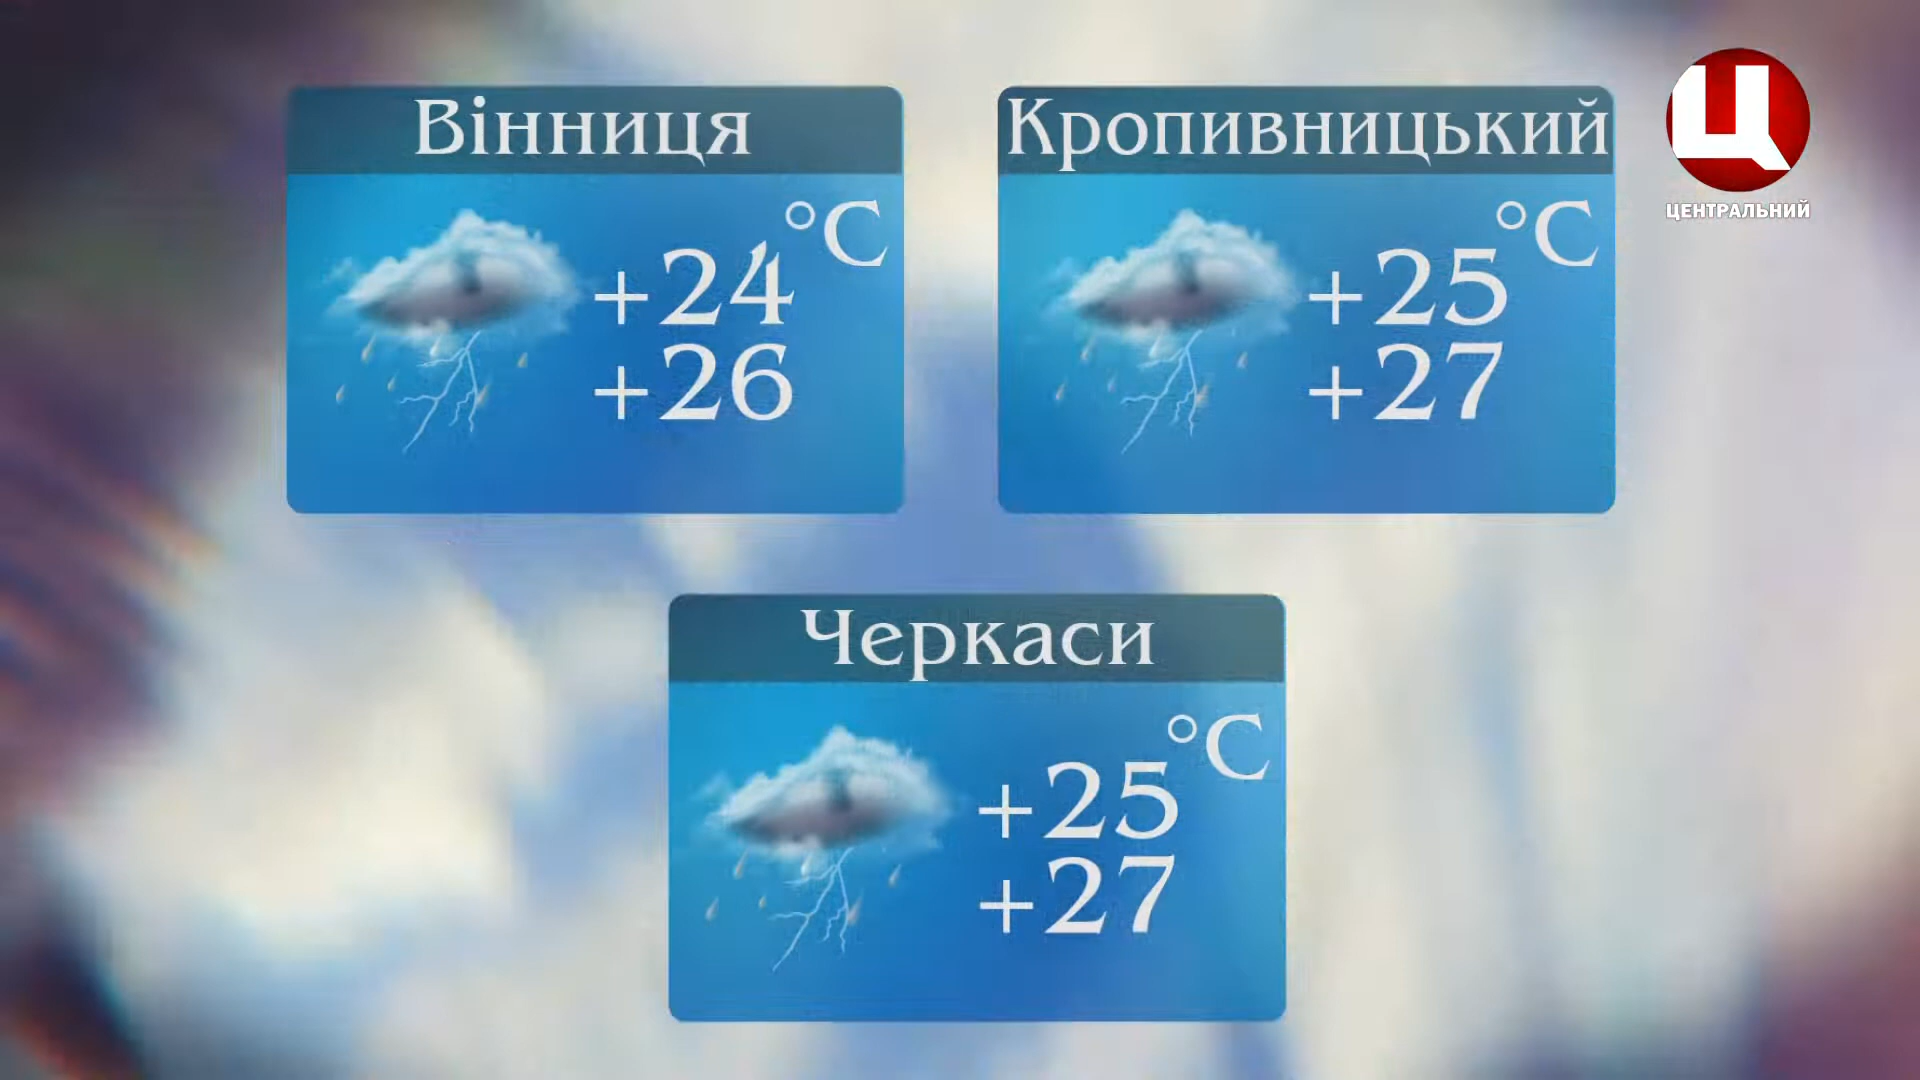 Вінниця
°C
+24
+26
Кропивницький
°C
+25
+27
Ц
ЦЕНТРАЛЬНИЙ
Черкаси
°C
+25
+27